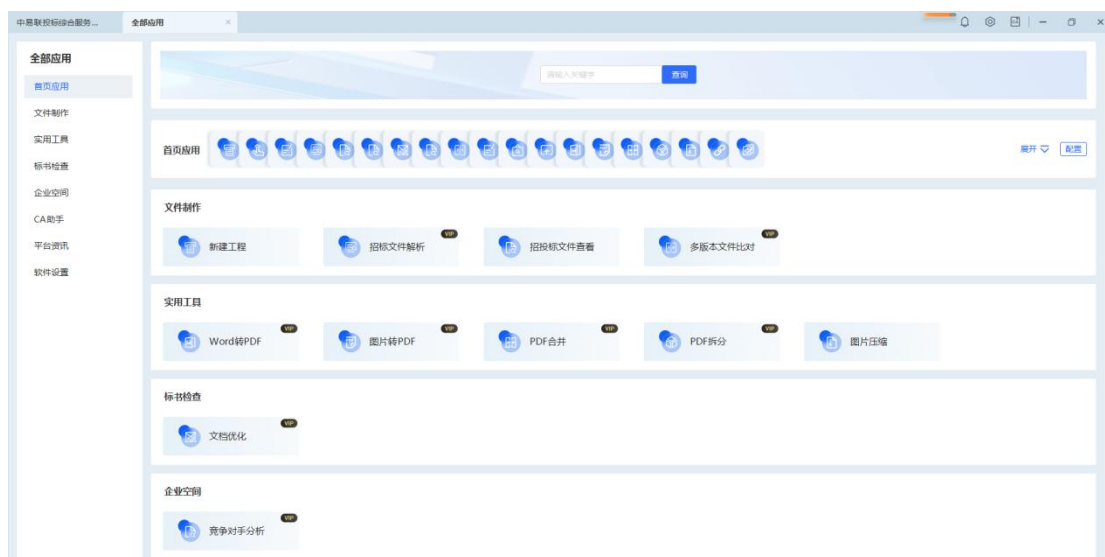 中易联投标综合服务... 全部应用
全部应用
首页应用
文件制作
实用工具
标书检查
企业空间
CA助手
平台资讯
软件设置
请输入关键字 查询
首页应用 展开 配置
文件制作
新建工程 招标文件解析 VIP 招投标文件查看 多版本文件比对 VIP
实用工具
Word转PDF VIP 图片转PDF VIP PDF合并 VIP PDF拆分 VIP 图片压缩
标书检查
文档优化 VIP
企业空间
竞争对手分析 VIP